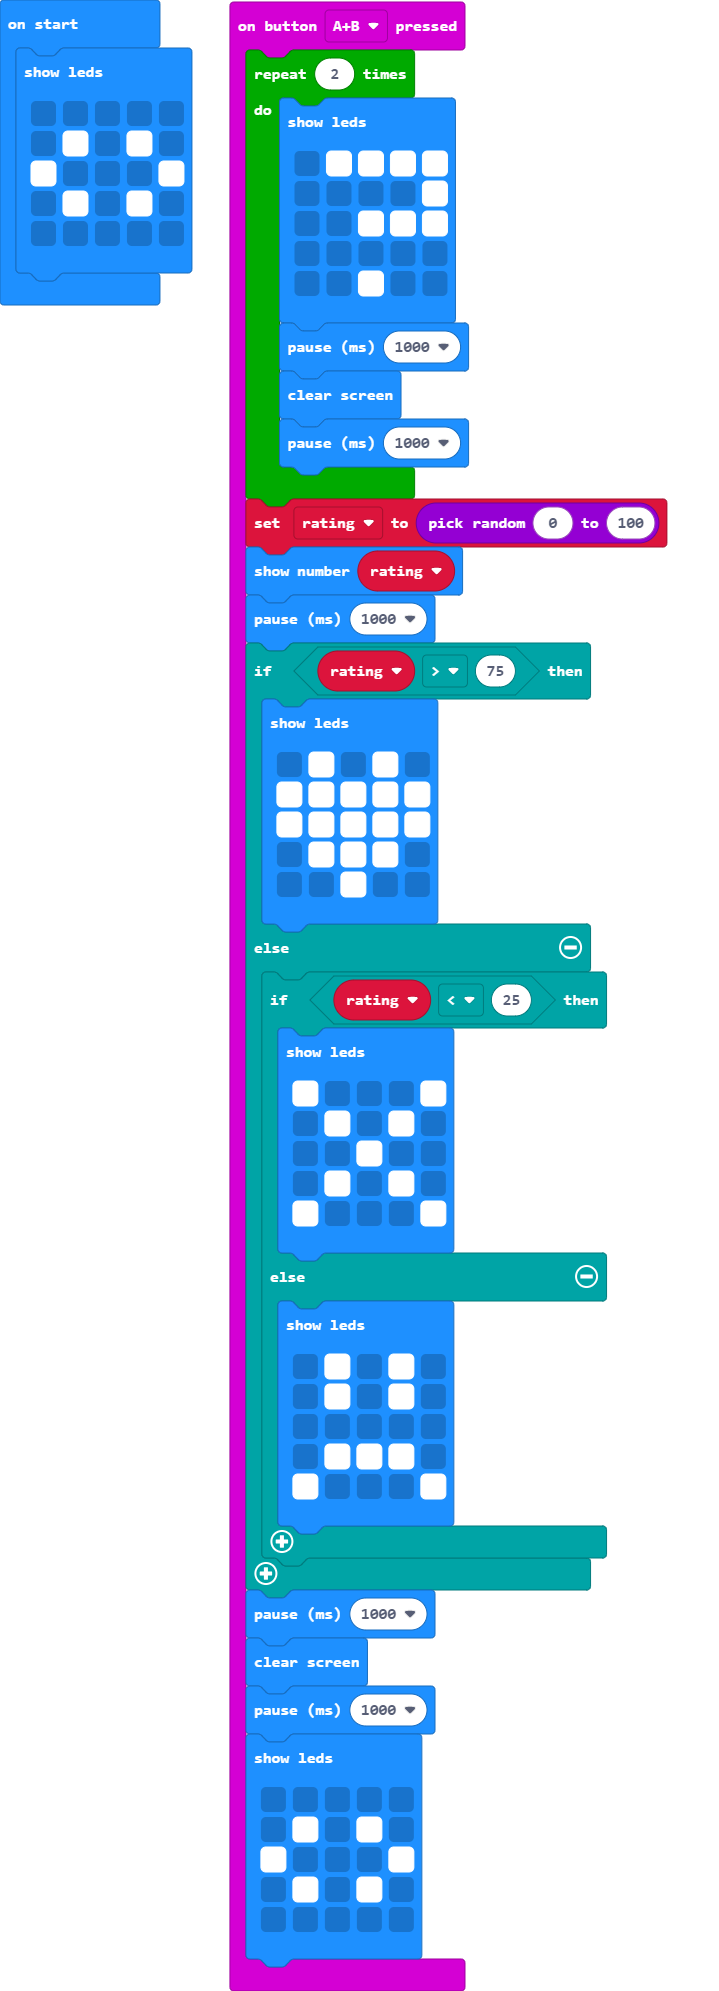 on start
show leds
on button A+B pressed
repeat 2 times
do
show leds
pause (ms) 1000
clear screen
pause (ms) 1000
set rating to pick random 0 to 100
show number rating
pause (ms) 1000
if rating > 75 then
show leds
else
if rating < 25 then
show leds
else
show leds
pause (ms) 1000
clear screen
pause (ms) 1000
show leds